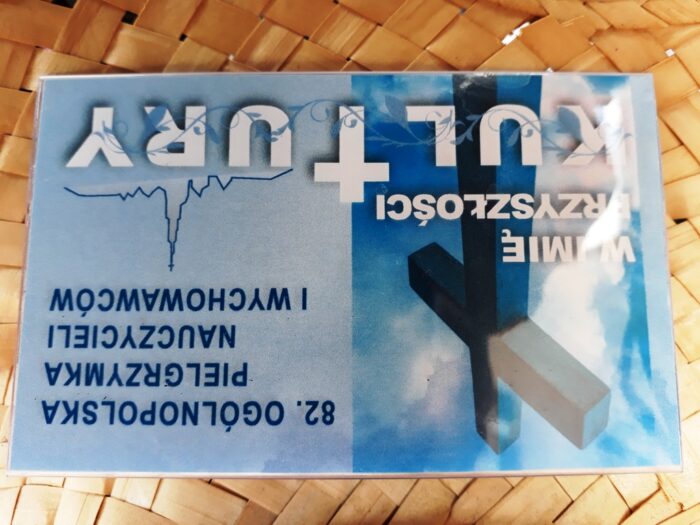 82. OGÓLNOPOLSKA
PIELGRZYMKA
NAUCZYCIELI
I WYCHOWAWCÓW
W IMIĘ
PRZYSZŁOŚCI
KULTURY